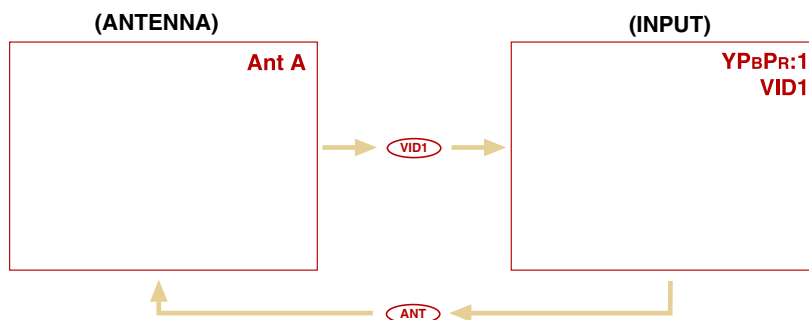 (ANTENNA)
(INPUT)
Ant A
YPBPR:1
VID1
VID1
ANT